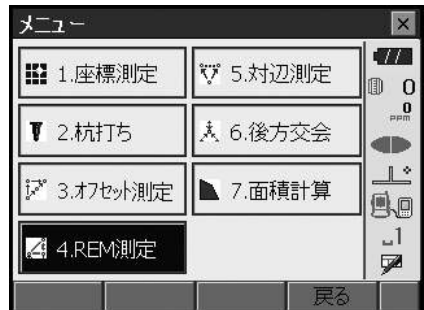 メニュー
1.座標測定
5.対辺測定
2.杭打ち
6.後方交会
3.オフセット測定
7.面積計算
4.REM測定
戻る
0
0
PPM
1